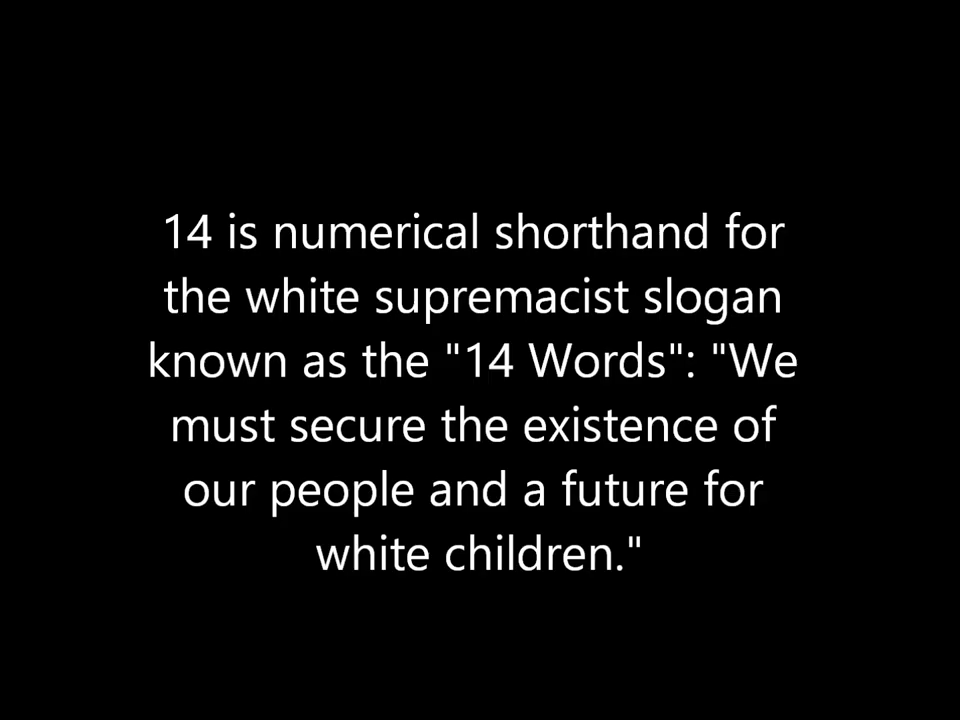 14 is numerical shorthand for
the white supremacist slogan
known as the "14 Words": "We
must secure the existence of
our people and a future for
white children."